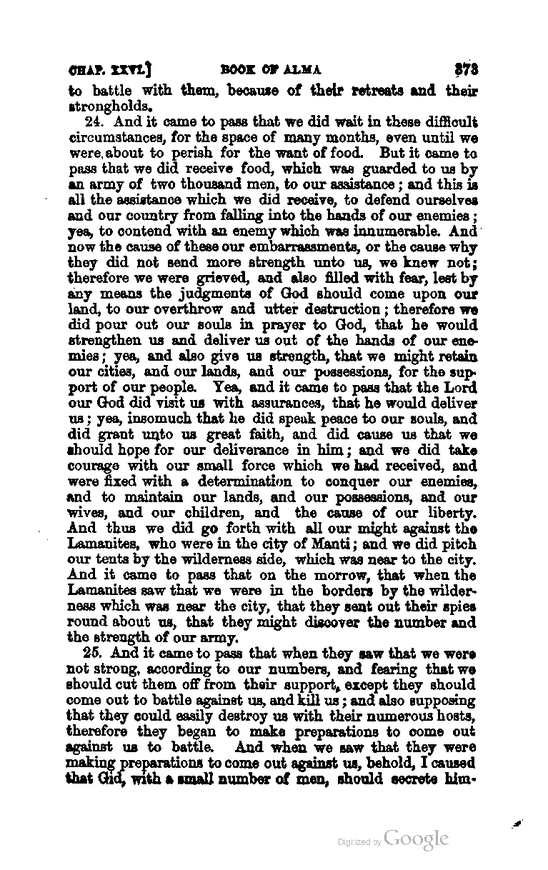 CHAP. XXVI.] BOOK OF ALMA 373
to battle with them, because of their retreats and their
strongholds.
24. And it came to pass that we did wait in these difficult
circumstances, for the space of many months, even until we
were about to perish for the want of food. But it came to
pass that we did receive food, which was guarded to us by
an army of two thousand men, to our assistance; and this is
all the assistance which we did receive, to defend ourselves
and our country from falling into the hands of our enemies;
yea, to contend with an enemy which was innumerable. And
now the cause of these our embarrassments, or the cause why
they did not send more strength unto us, we knew not;
therefore we were grieved, and also filled with fear, lest by
any means the judgments of God should come upon our
land, to our overthrow and utter destruction; therefore we
did pour out our souls in prayer to God, that he would
strengthen us and deliver us out of the hands of our ene-
mies; yea, and also give us strength, that we might retain
our cities, and our lands, and our possessions, for the sup-
port of our people. Yea, and it came to pass that the Lord
our God did visit us with assurances, that he would deliver
us; yea, insomuch that he did speak peace to our souls, and
did grant unto us great faith, and did cause us that we
should hope for our deliverance in him; and we did take
courage with our small force which we had received, and
were fixed with a determination to conquer our enemies,
and to maintain our lands, and our possessions, and our
wives, and our children, and the cause of our liberty.
And thus we did go forth with all our might against the
Lamanites, who were in the city of Manti; and we did pitch
our tents by the wilderness side, which was near to the city.
And it came to pass that on the morrow, that when the
Lamanites saw that we were in the borders by the wilder-
ness which was near the city, that they sent out their spies
round about us, that they might discover the number and
the strength of our army.
25. And it came to pass that when they saw that we were
not strong, according to our numbers, and fearing that we
should cut them off from their support, except they should
come out to battle against us, and kill us; and also supposing
that they could easily destroy us with their numerous hosts,
therefore they began to make preparations to come out
against us to battle. And when we saw that they were
making preparations to come out against us, behold, I caused
that Gid, with a small number of men, should secrete him-
Digitized by Google